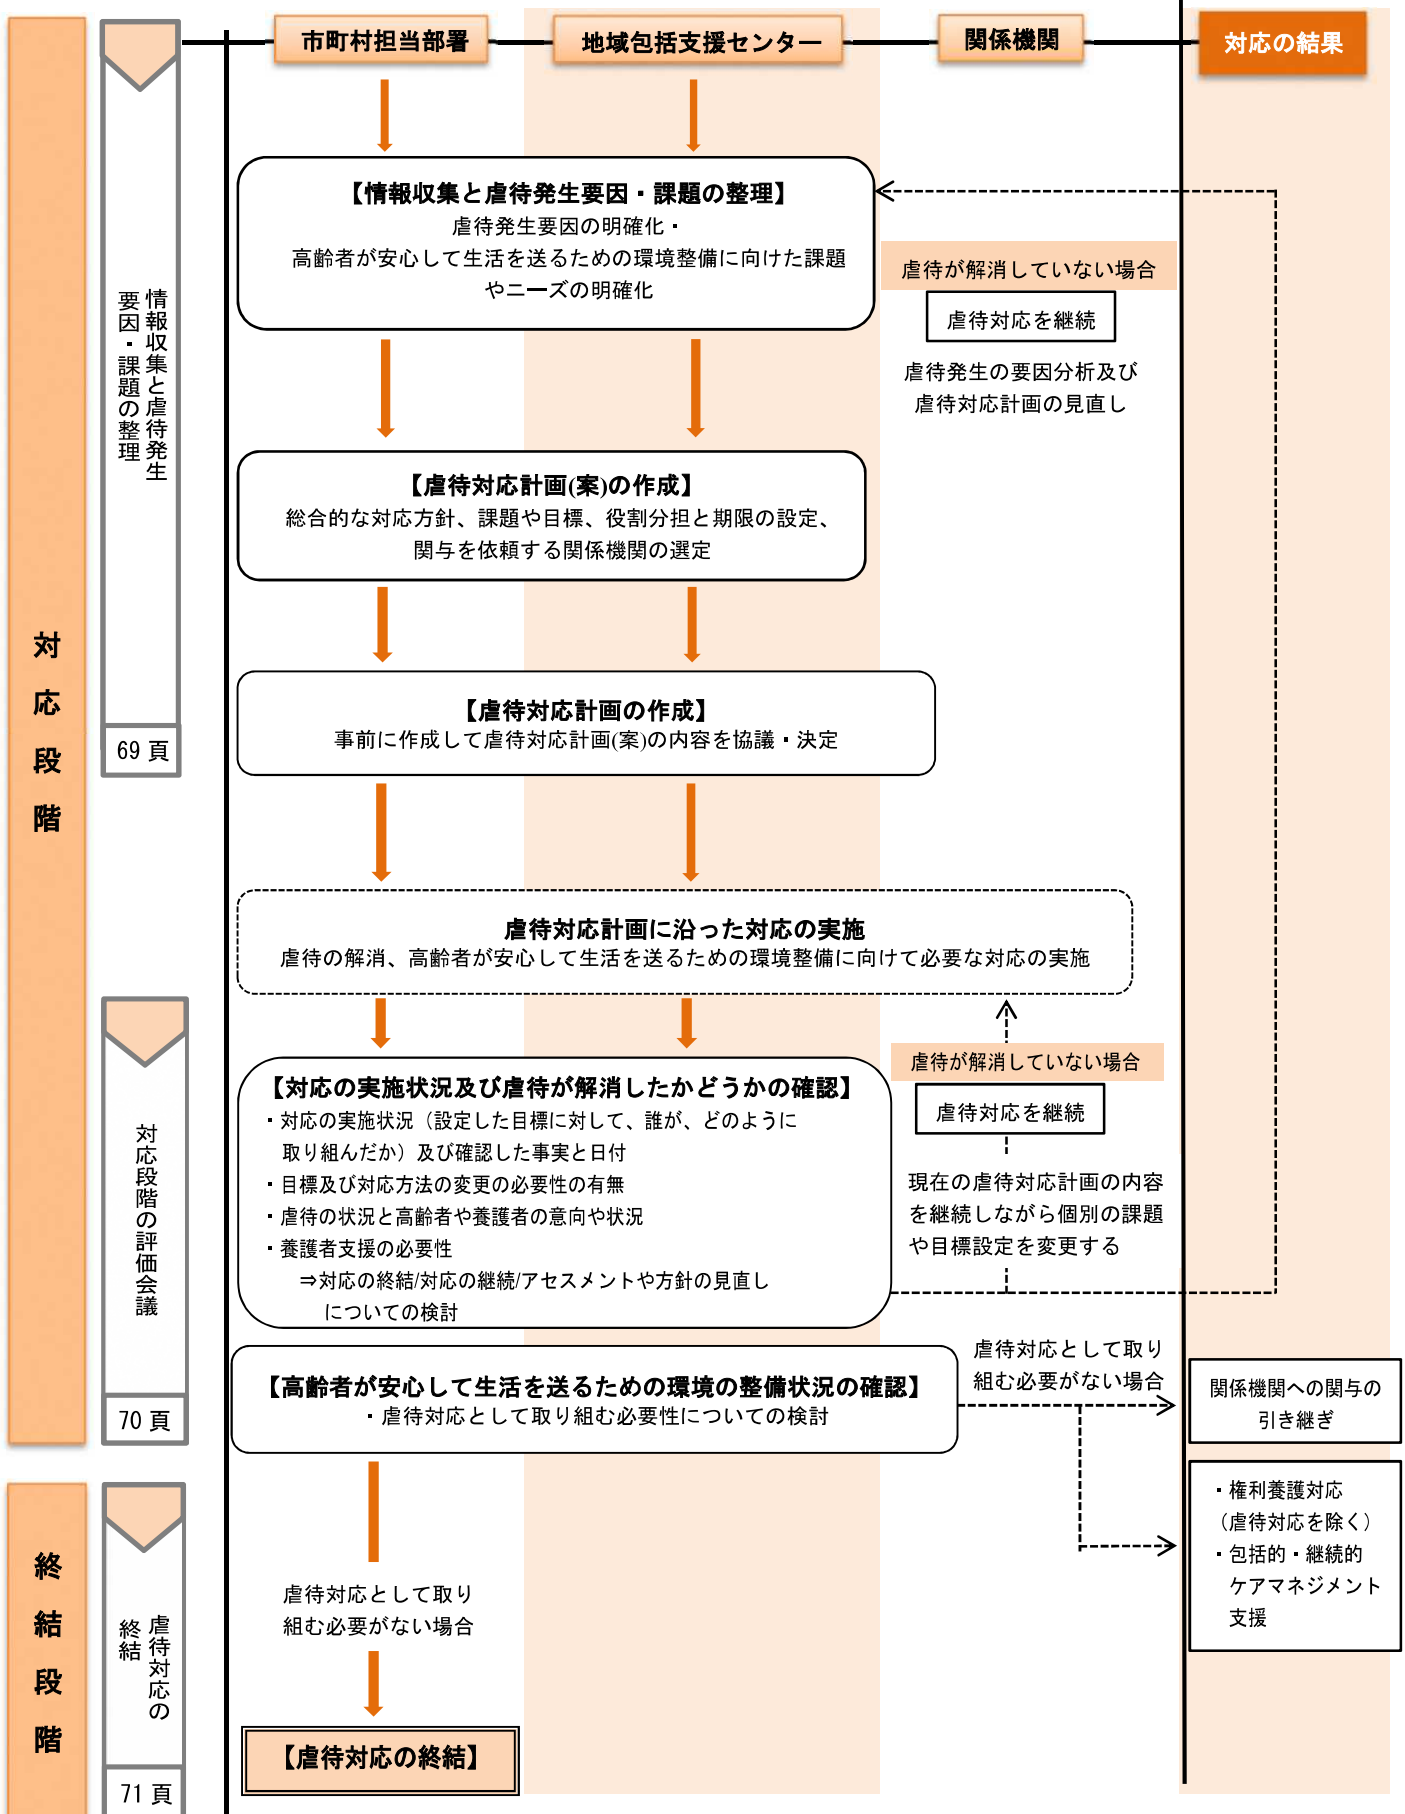 市町村担当部署
地域包括支援センター
関係機関
対応の結果
対応段階
情報収集と虐待発生
要因・課題の整理
69 頁
【情報収集と虐待発生要因・課題の整理】
虐待発生要因の明確化・
高齢者が安心して生活を送るための環境整備に向けた課題
やニーズの明確化
虐待が解消していない場合
虐待対応を継続
虐待発生の要因分析及び
虐待対応計画の見直し
【虐待対応計画(案)の作成】
総合的な対応方針、課題や目標、役割分担と期限の設定、
関与を依頼する関係機関の選定
【虐待対応計画の作成】
事前に作成して虐待対応計画(案)の内容を協議・決定
虐待対応計画に沿った対応の実施
虐待の解消、高齢者が安心して生活を送るための環境整備に向けて必要な対応の実施
対応段階の評価会議
70 頁
【対応の実施状況及び虐待が解消したかどうかの確認】
・対応の実施状況（設定した目標に対して、誰が、どのように
取り組んだか）及び確認した事実と日付
・目標及び対応方法の変更の必要性の有無
・虐待の状況と高齢者や養護者の意向や状況
・養護者支援の必要性
⇒対応の終結/対応の継続/アセスメントや方針の見直し
についての検討
虐待が解消していない場合
虐待対応を継続
現在の虐待対応計画の内容
を継続しながら個別の課題
や目標設定を変更する
【高齢者が安心して生活を送るための環境の整備状況の確認】
・虐待対応として取り組む必要性についての検討
虐待対応として取り
組む必要がない場合
関係機関への関与の
引き継ぎ
・権利養護対応
（虐待対応を除く）
・包括的・継続的
ケアマネジメント
支援
終結段階
虐待対応の
終結
71 頁
虐待対応として取り
組む必要がない場合
【虐待対応の終結】